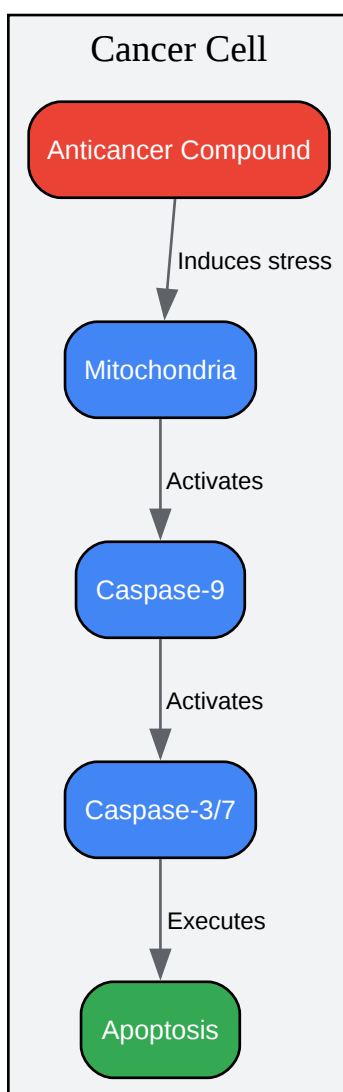 Cancer Cell
Anticancer Compound
Induces stress
Mitochondria
Activates
Caspase-9
Activates
Caspase-3/7
Executes
Apoptosis